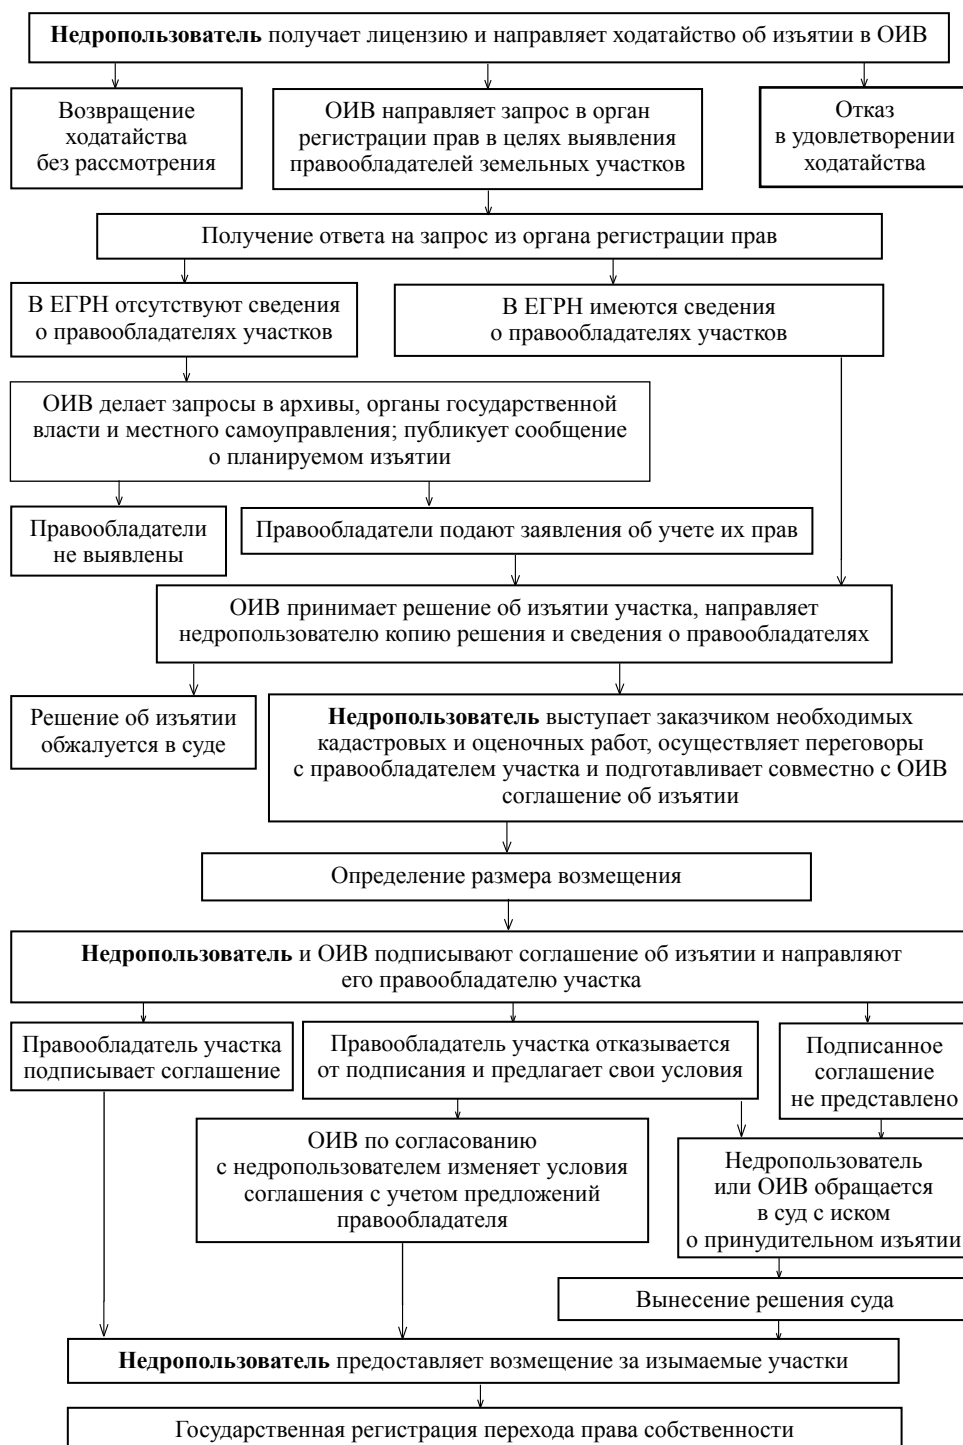 Недропользователь получает лицензию и направляет ходатайство об изъятии в ОИВ
Возвращение
ходатайства
без рассмотрения
ОИВ направляет запрос в орган
регистрации прав в целях выявления
правообладателей земельных участков
Отказ
в удовлетворении
ходатайства
Получение ответа на запрос из органа регистрации прав
В ЕГРН отсутствуют сведения
о правообладателях участков
В ЕГРН имеются сведения
о правообладателях участков
ОИВ делает запросы в архивы, органы государственной
власти и местного самоуправления; публикует сообщение
о планируемом изъятии
Правообладатели
не выявлены
Правообладатели подают заявления об учете их прав
ОИВ принимает решение об изъятии участка, направляет
недропользователю копию решения и сведения о правообладателях
Решение об изъятии
обжалуется в суде
Недропользователь выступает заказчиком необходимых
кадастровых и оценочных работ, осуществляет переговоры
с правообладателем участка и подготавливает совместно с ОИВ
соглашение об изъятии
Определение размера возмещения
Недропользователь и ОИВ подписывают соглашение об изъятии и направляют
его правообладателю участка
Правообладатель участка
подписывает соглашение
Правообладатель участка отказывается
от подписания и предлагает свои условия
Подписанное
соглашение
не представлено
ОИВ по согласованию
с недропользователем изменяет условия
соглашения с учетом предложений
правообладателя
Недропользователь
или ОИВ обращается
в суд с иском
о принудительном изъятии
Вынесение решения суда
Недропользователь предоставляет возмещение за изымаемые участки
Государственная регистрация перехода права собственности